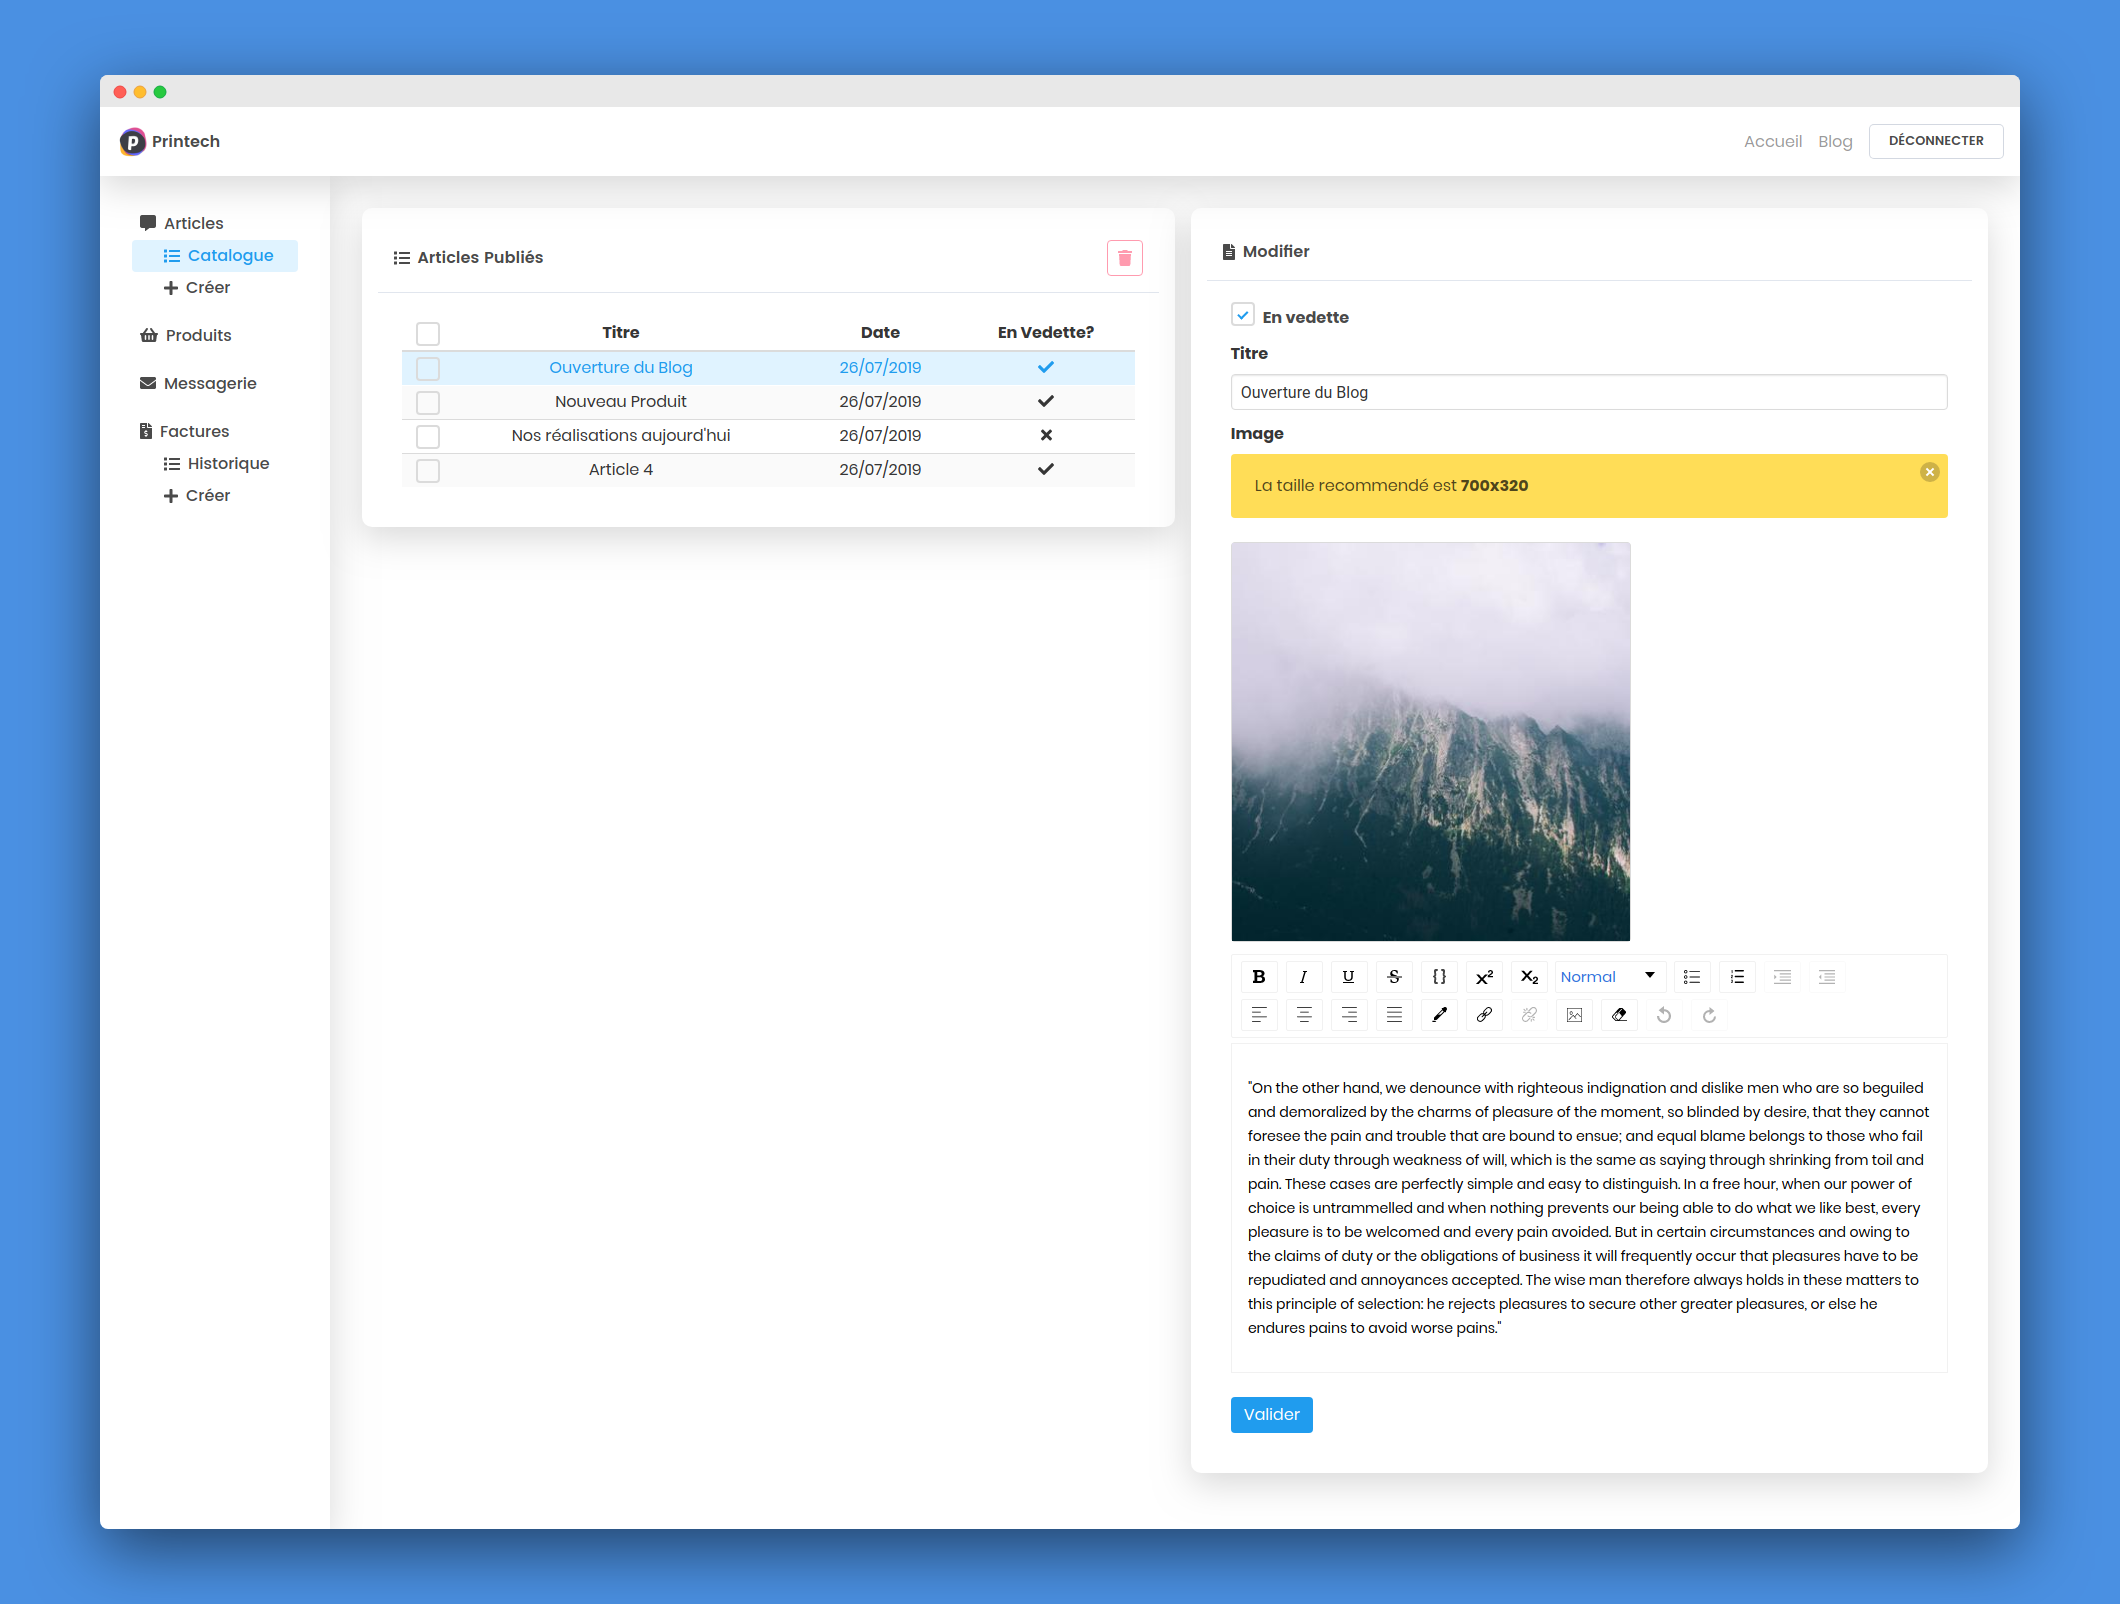 Printech
Accueil
Blog
DÉCONNECTER
Articles
Catalogue
Créer
Produits
Messagerie
Factures
Historique
Créer
Articles Publiés
Titre Date En Vedette?
Ouverture du Blog 26/07/2019
Nouveau Produit 26/07/2019
Nos réalisations aujourd'hui 26/07/2019
Article 4 26/07/2019
Modifier
En vedette
Titre
Ouverture du Blog
Image
La taille recommendé est 700x320
Normal
"On the other hand, we denounce with righteous indignation and dislike men who are so beguiled
and demoralized by the charms of pleasure of the moment, so blinded by desire, that they cannot
foresee the pain and trouble that are bound to ensue; and equal blame belongs to those who fail
in their duty through weakness of will, which is the same as saying through shrinking from toil and
pain. These cases are perfectly simple and easy to distinguish. In a free hour, when our power of
choice is untrammelled and when nothing prevents our being able to do what we like best, every
pleasure is to be welcomed and every pain avoided. But in certain circumstances and owing to
the claims of duty or the obligations of business it will frequently occur that pleasures have to be
repudiated and annoyances accepted. The wise man therefore always holds in these matters to
this principle of selection: he rejects pleasures to secure other greater pleasures, or else he
endures pains to avoid worse pains."
Valider